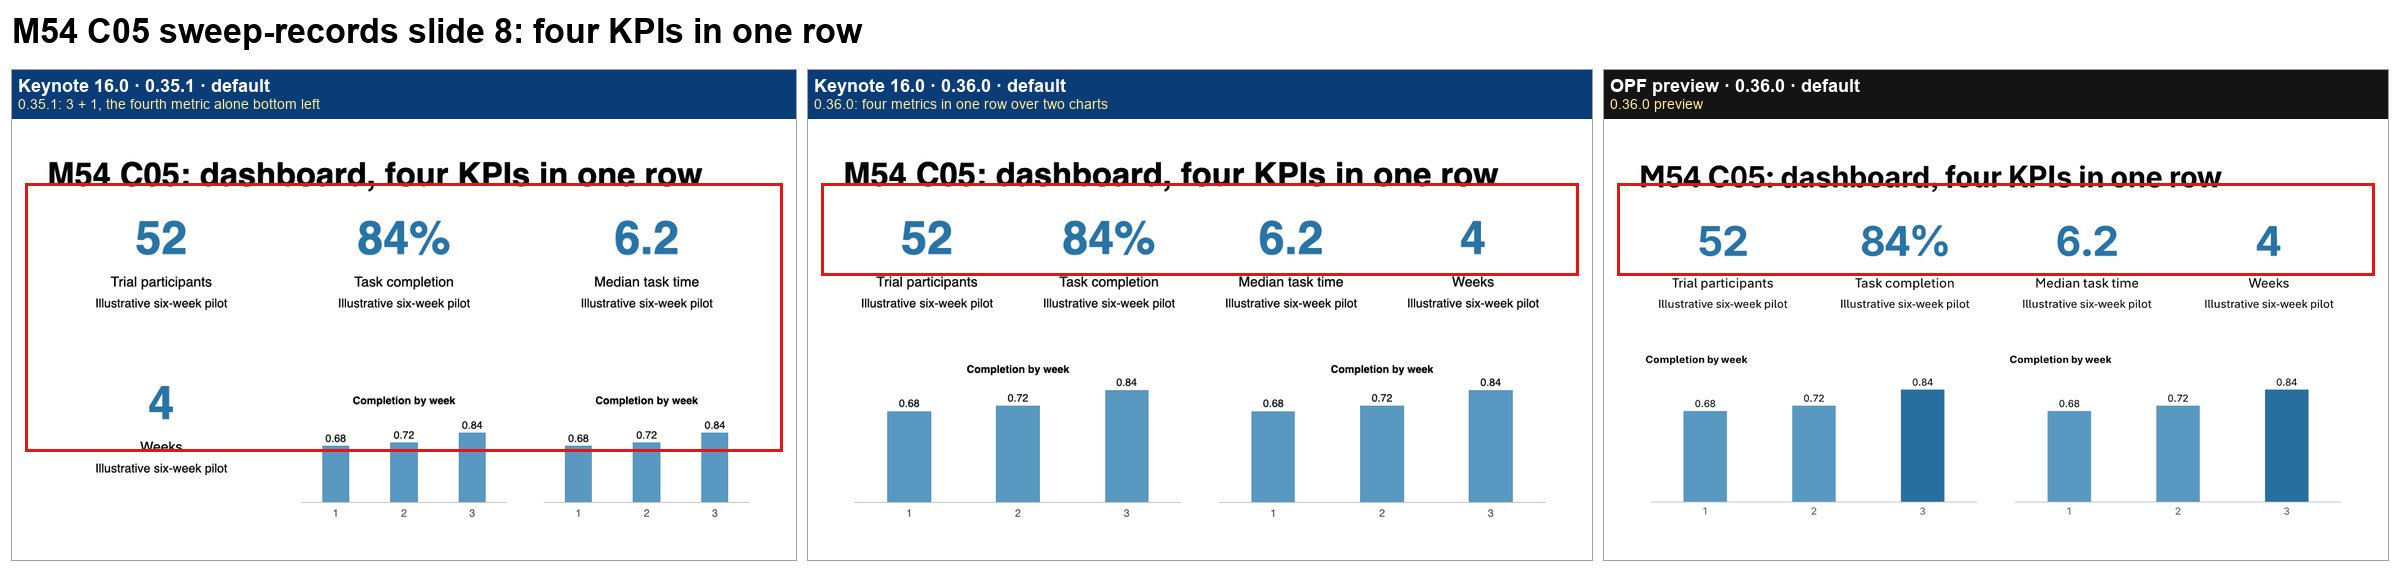 M54 C05 sweep-records slide 8: four KPIs in one row
Keynote 16.0 · 0.35.1 · default
0.35.1: 3 + 1, the fourth metric alone bottom left
M54 C05: dashboard, four KPIs in one row
52 84% 6.2
Trial participants Task completion Median task time
Illustrative six-week pilot Illustrative six-week pilot Illustrative six-week pilot
4
Weeks
Illustrative six-week pilot
Completion by week
0.68 0.72 0.84
1 2 3
Completion by week
0.68 0.72 0.84
1 2 3
Keynote 16.0 · 0.36.0 · default
0.36.0: four metrics in one row over two charts
M54 C05: dashboard, four KPIs in one row
52 84% 6.2 4
Trial participants Task completion Median task time Weeks
Illustrative six-week pilot Illustrative six-week pilot Illustrative six-week pilot Illustrative six-week pilot
Completion by week
0.68 0.72 0.84
1 2 3
Completion by week
0.68 0.72 0.84
1 2 3
OPF preview · 0.36.0 · default
0.36.0 preview
M54 C05: dashboard, four KPIs in one row
52 84% 6.2 4
Trial participants Task completion Median task time Weeks
Illustrative six-week pilot Illustrative six-week pilot Illustrative six-week pilot Illustrative six-week pilot
Completion by week
0.68 0.72 0.84
1 2 3
Completion by week
0.68 0.72 0.84
1 2 3